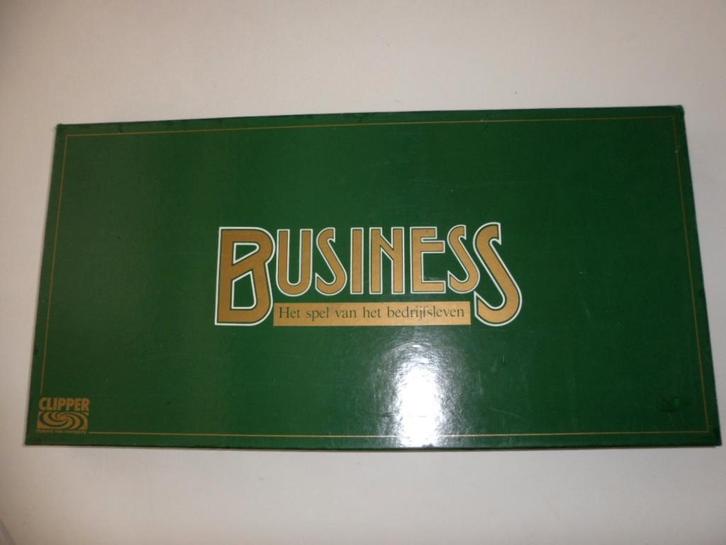 BUSINESS
Het spel van het bedrijfsleven
CLIPPER